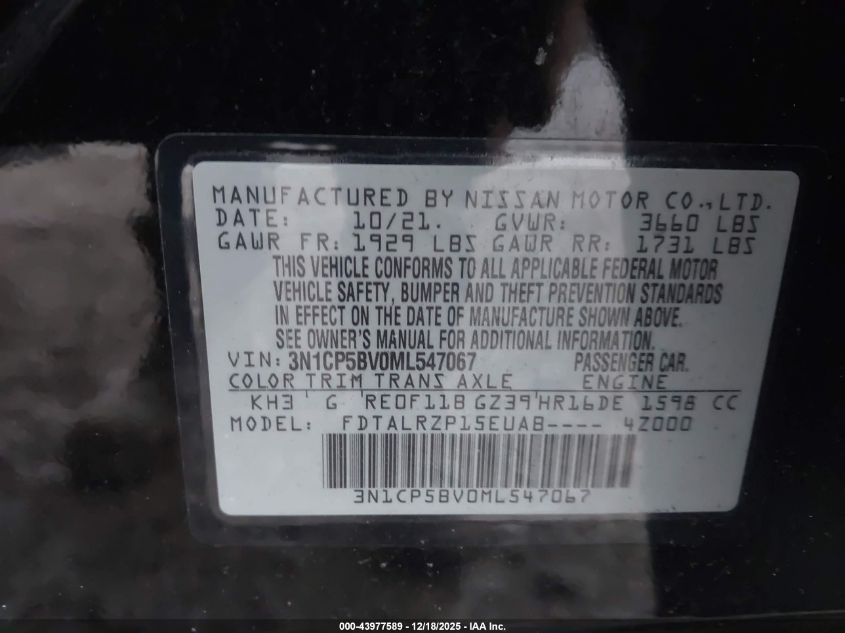 MANUFACTURED BY NISSAN MOTOR CO.,LTD.
DATE: 10/21. GVWR: 3660 LBS
GAWR FR: 1929 LBS GAWR RR: 1731 LBS
THIS VEHICLE CONFORMS TO ALL APPLICABLE FEDERAL MOTOR
VEHICLE SAFETY, BUMPER AND THEFT PREVENTION STANDARDS
IN EFFECT ON THE DATE OF MANUFACTURE SHOWN ABOVE.
SEE OWNER'S MANUAL FOR ADDITIONAL INFORMATION.
VIN: 3N1CP5BV0ML547067 PASSENGER CAR.
COLOR TRIM TRANS AXLE ENGINE
KH3 G RE0F11B GZ39 HR16DE 1598 CC
MODEL: FDTALRZP15EUAB---- 4Z000
3N1CP5BV0ML547067
000-43977589 - 12/18/2025 - IAA Inc.